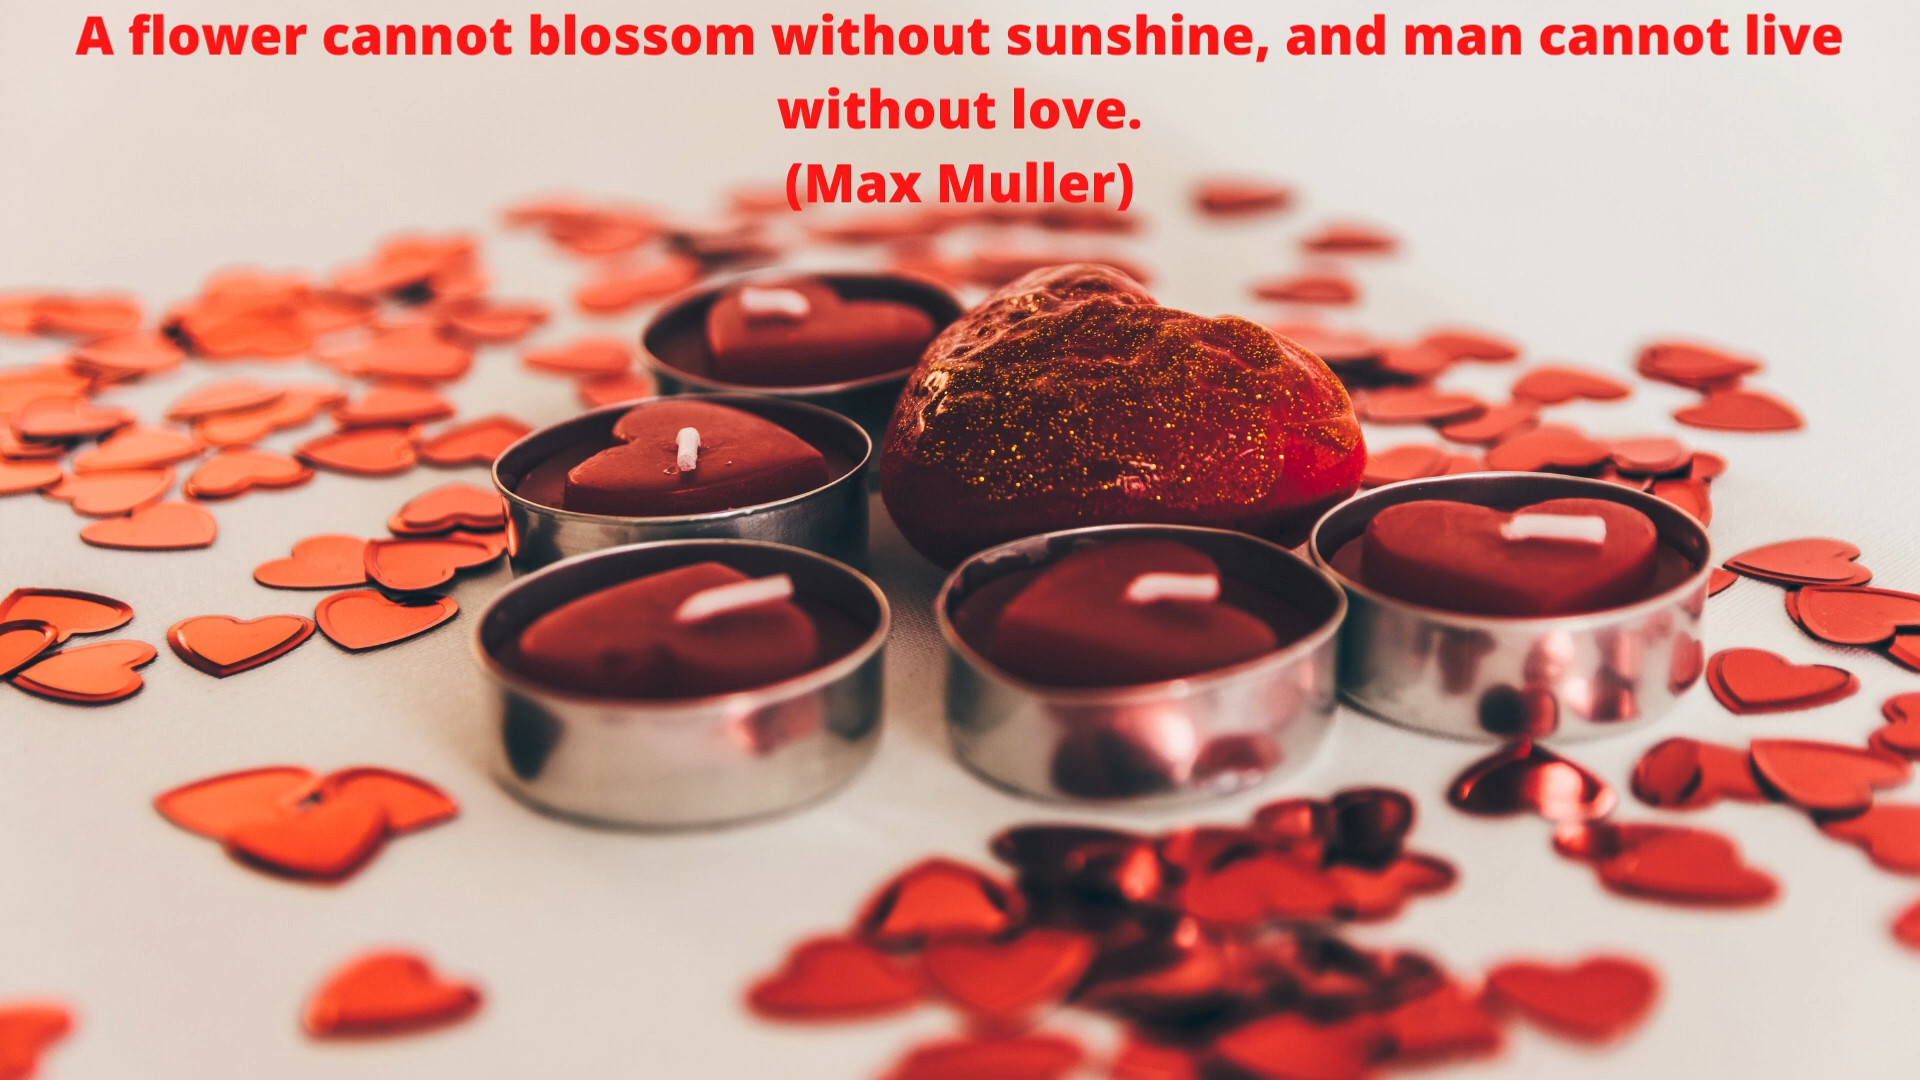 A flower cannot blossom without sunshine, and man cannot live
without love.
(Max Muller)